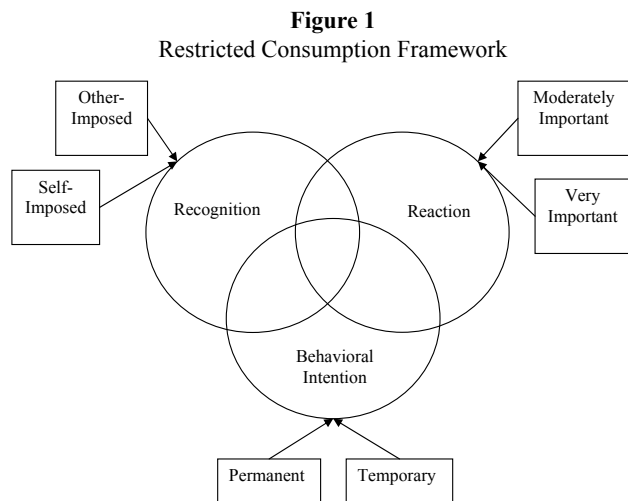 Figure 1
Restricted Consumption Framework
Other-
Imposed
Moderately
Important
Self-
Imposed
Recognition
Reaction
Very
Important
Behavioral
Intention
Permanent
Temporary